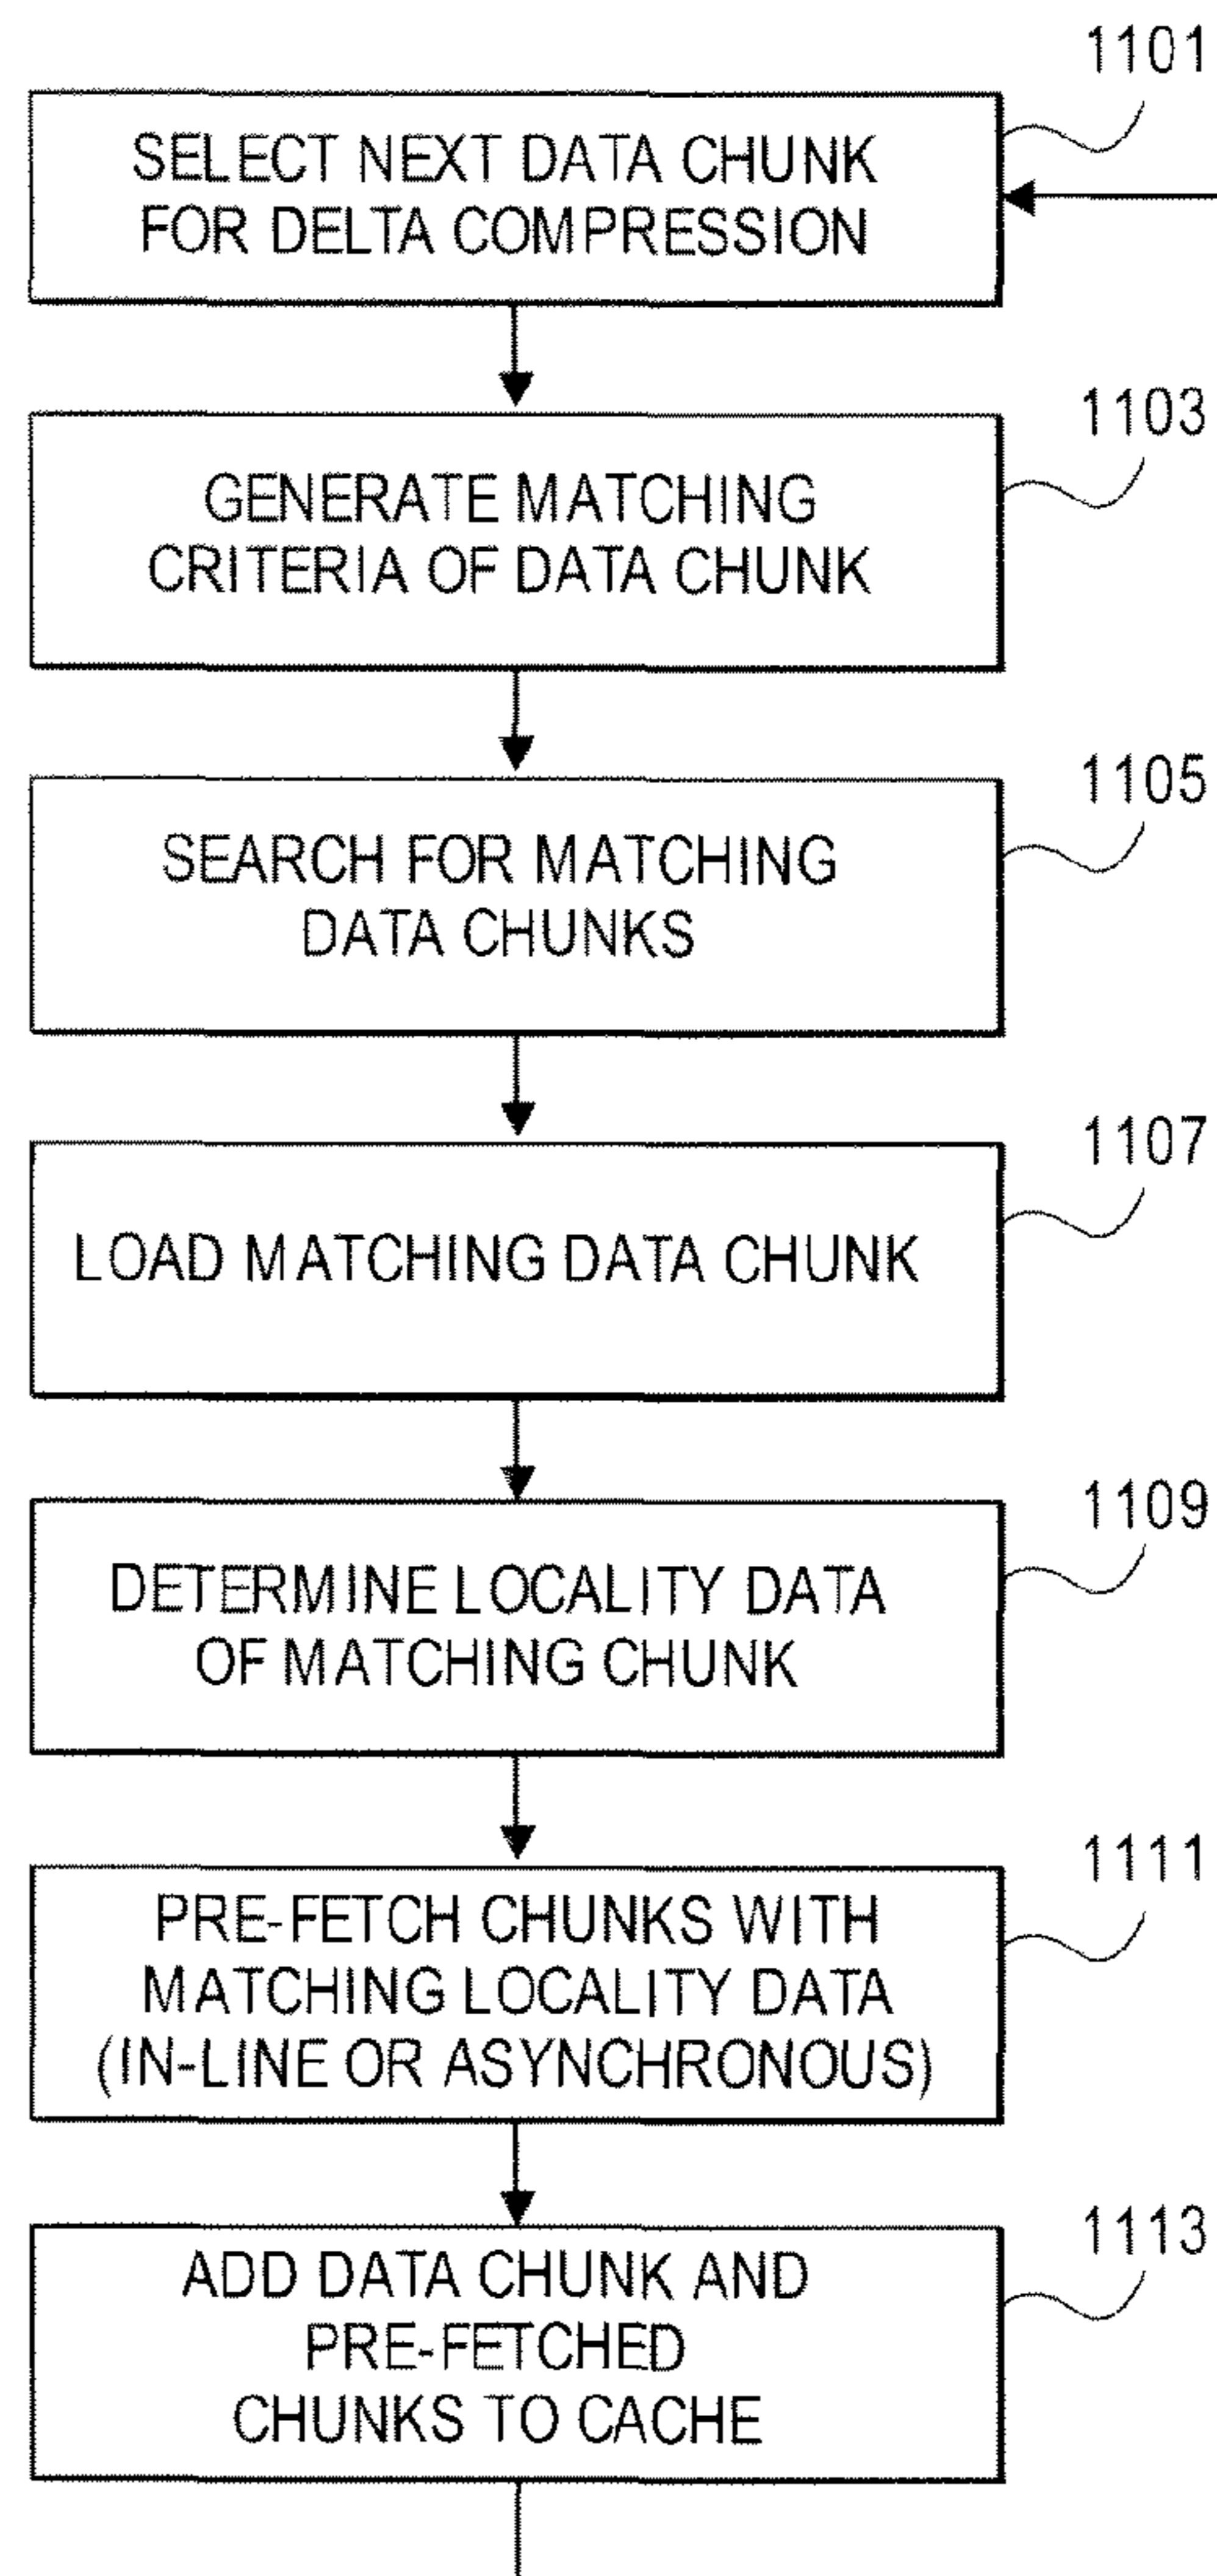 1101
SELECT NEXT DATA CHUNK
FOR DELTA COMPRESSION
1103
GENERATE MATCHING
CRITERIA OF DATA CHUNK
1105
SEARCH FOR MATCHING
DATA CHUNKS
1107
LOAD MATCHING DATA CHUNK
1109
DETERMINE LOCALITY DATA
OF MATCHING CHUNK
1111
PRE-FETCH CHUNKS WITH
MATCHING LOCALITY DATA
(IN-LINE OR ASYNCHRONOUS)
1113
ADD DATA CHUNK AND
PRE-FETCHED
CHUNKS TO CACHE